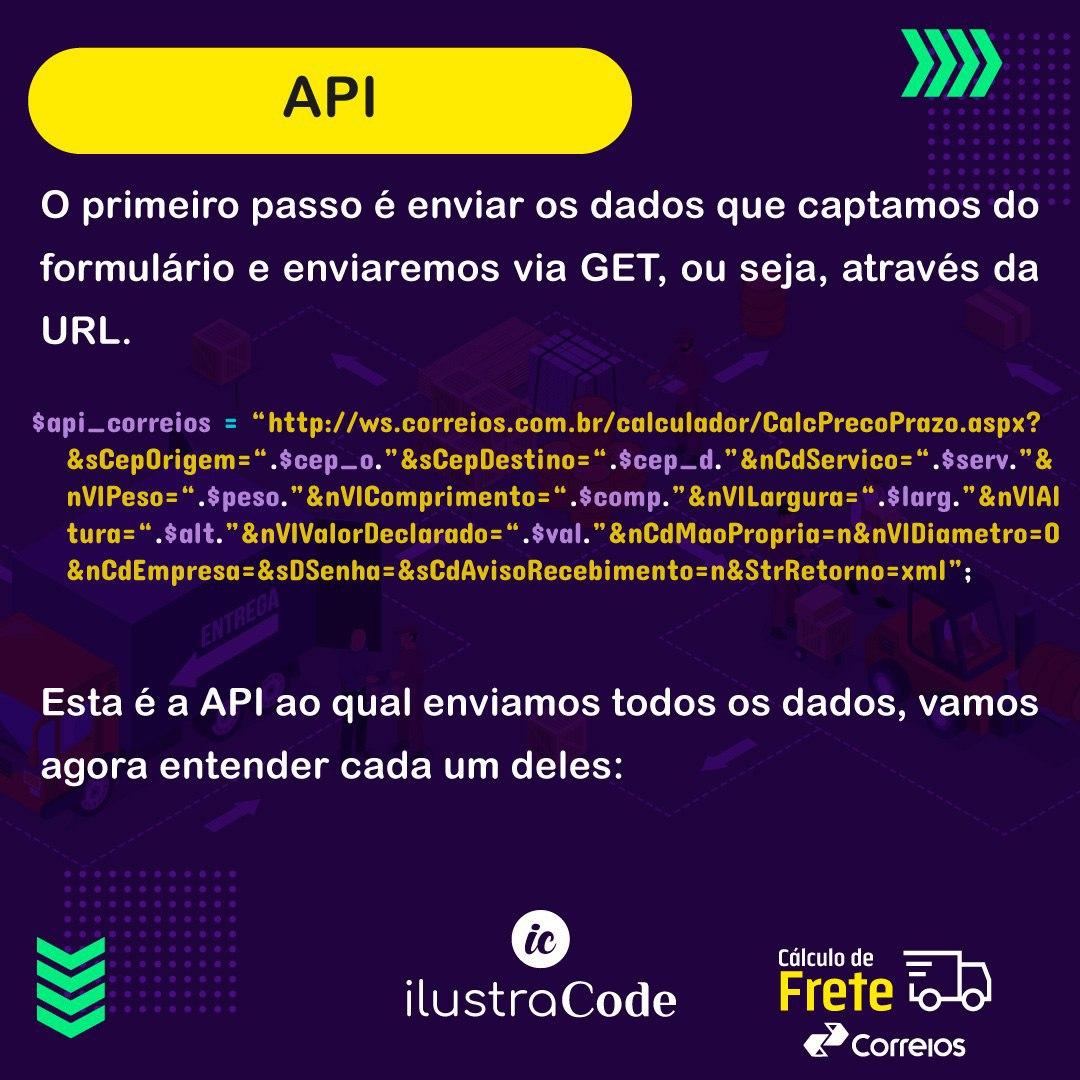 API
O primeiro passo é enviar os dados que captamos do
formulário e enviaremos via GET, ou seja, através da
URL.
$api_correios = “http://ws.correios.com.br/calculador/CalcPrecoPrazo.aspx?
&sCepOrigem=“.$cep_o.”&sCepDestino=“.$cep_d.”&nCdServico=“.$serv.”&
nVlPeso=“.$peso.”&nVlComprimento=“.$comp.”&nVlLargura=“.$larg.”&nVlAl
tura=“.$alt.”&nVlValorDeclarado=“.$val.”&nCdMaoPropria=n&nVlDiametro=0
&nCdEmpresa=&sDSenha=&sCdAvisoRecebimento=n&StrRetorno=xml”;
ENTREGA
Esta é a API ao qual enviamos todos os dados, vamos
agora entender cada um deles:
ic
ilustraCode
Cálculo de
Frete
Correios